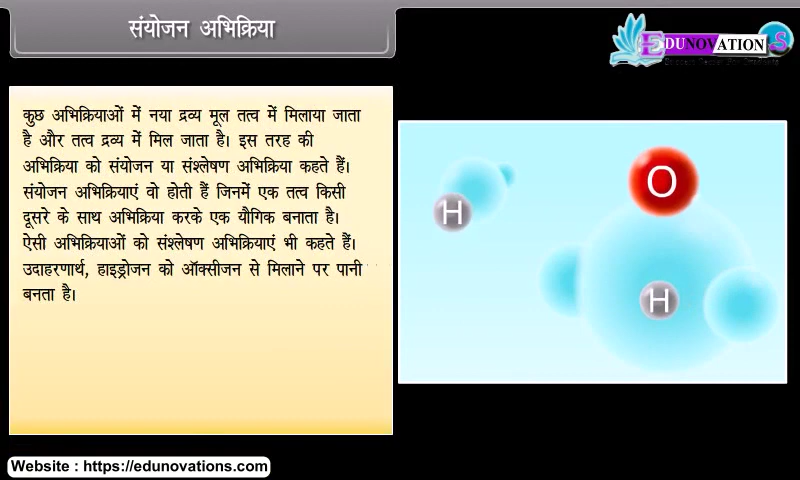 संयोजन अभिक्रिया
EDUNOVATIONS
कुछ अभिक्रियाओं में नया द्रव्य मूल तत्व में मिलाया जाता
है और तत्व द्रव्य में मिल जाता है। इस तरह की
अभिक्रिया को संयोजन या संश्लेषण अभिक्रिया कहते हैं।
संयोजन अभिक्रियाएं वो होती हैं जिनमें एक तत्व किसी
दूसरे के साथ अभिक्रिया करके एक यौगिक बनाता है।
ऐसी अभिक्रियाओं को संश्लेषण अभिक्रियाएं भी कहते हैं।
उदाहरणार्थ, हाइड्रोजन को ऑक्सीजन से मिलाने पर पानी
बनता है।
O
H
H
Website : https://edunovations.com